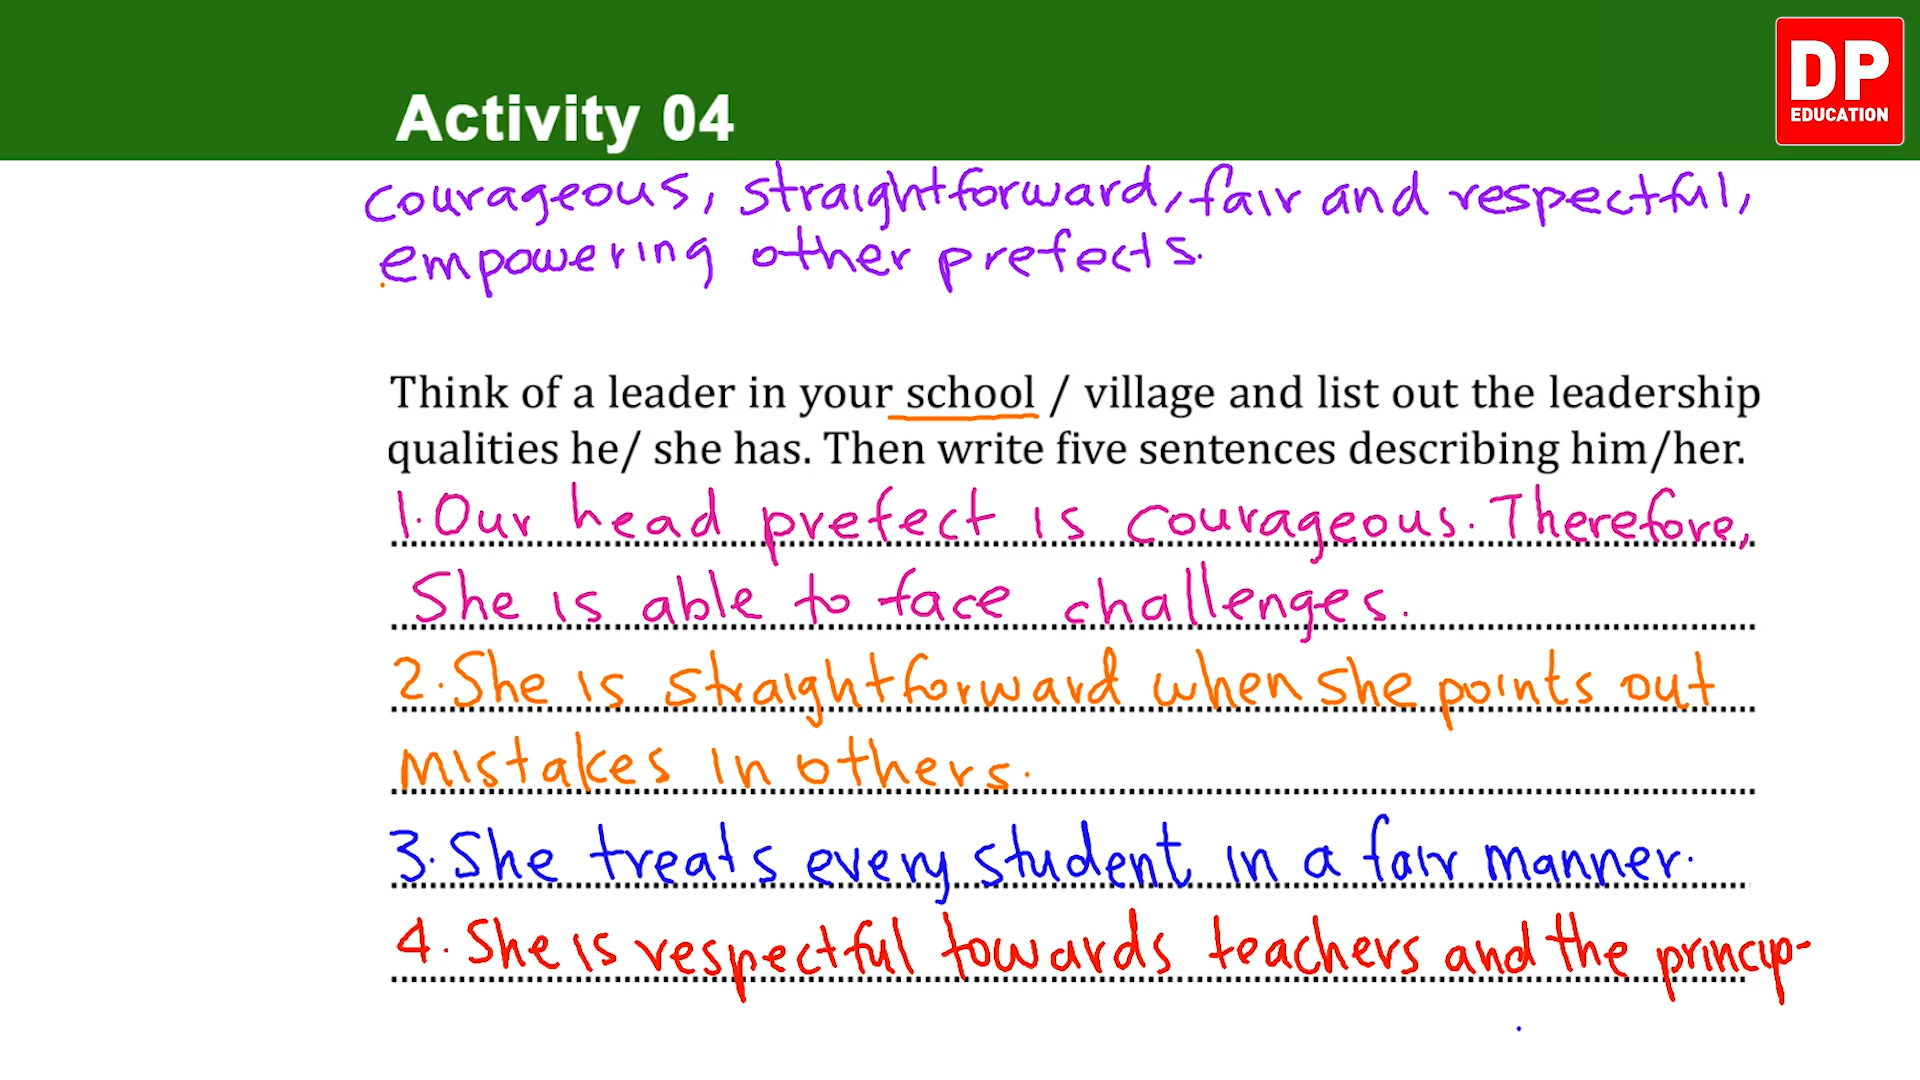 DP
EDUCATION
Activity 04
courageous, straightforward, fair and respectful,
empowering other prefects.
Think of a leader in your school / village and list out the leadership
qualities he/ she has. Then write five sentences describing him/her.
1. Our head prefect is courageous. Therefore,
She is able to face challenges.
2. She is straightforward when she points out
mistakes in others.
3. She treats every student in a fair manner.
4. She is respectful towards teachers and the princip-